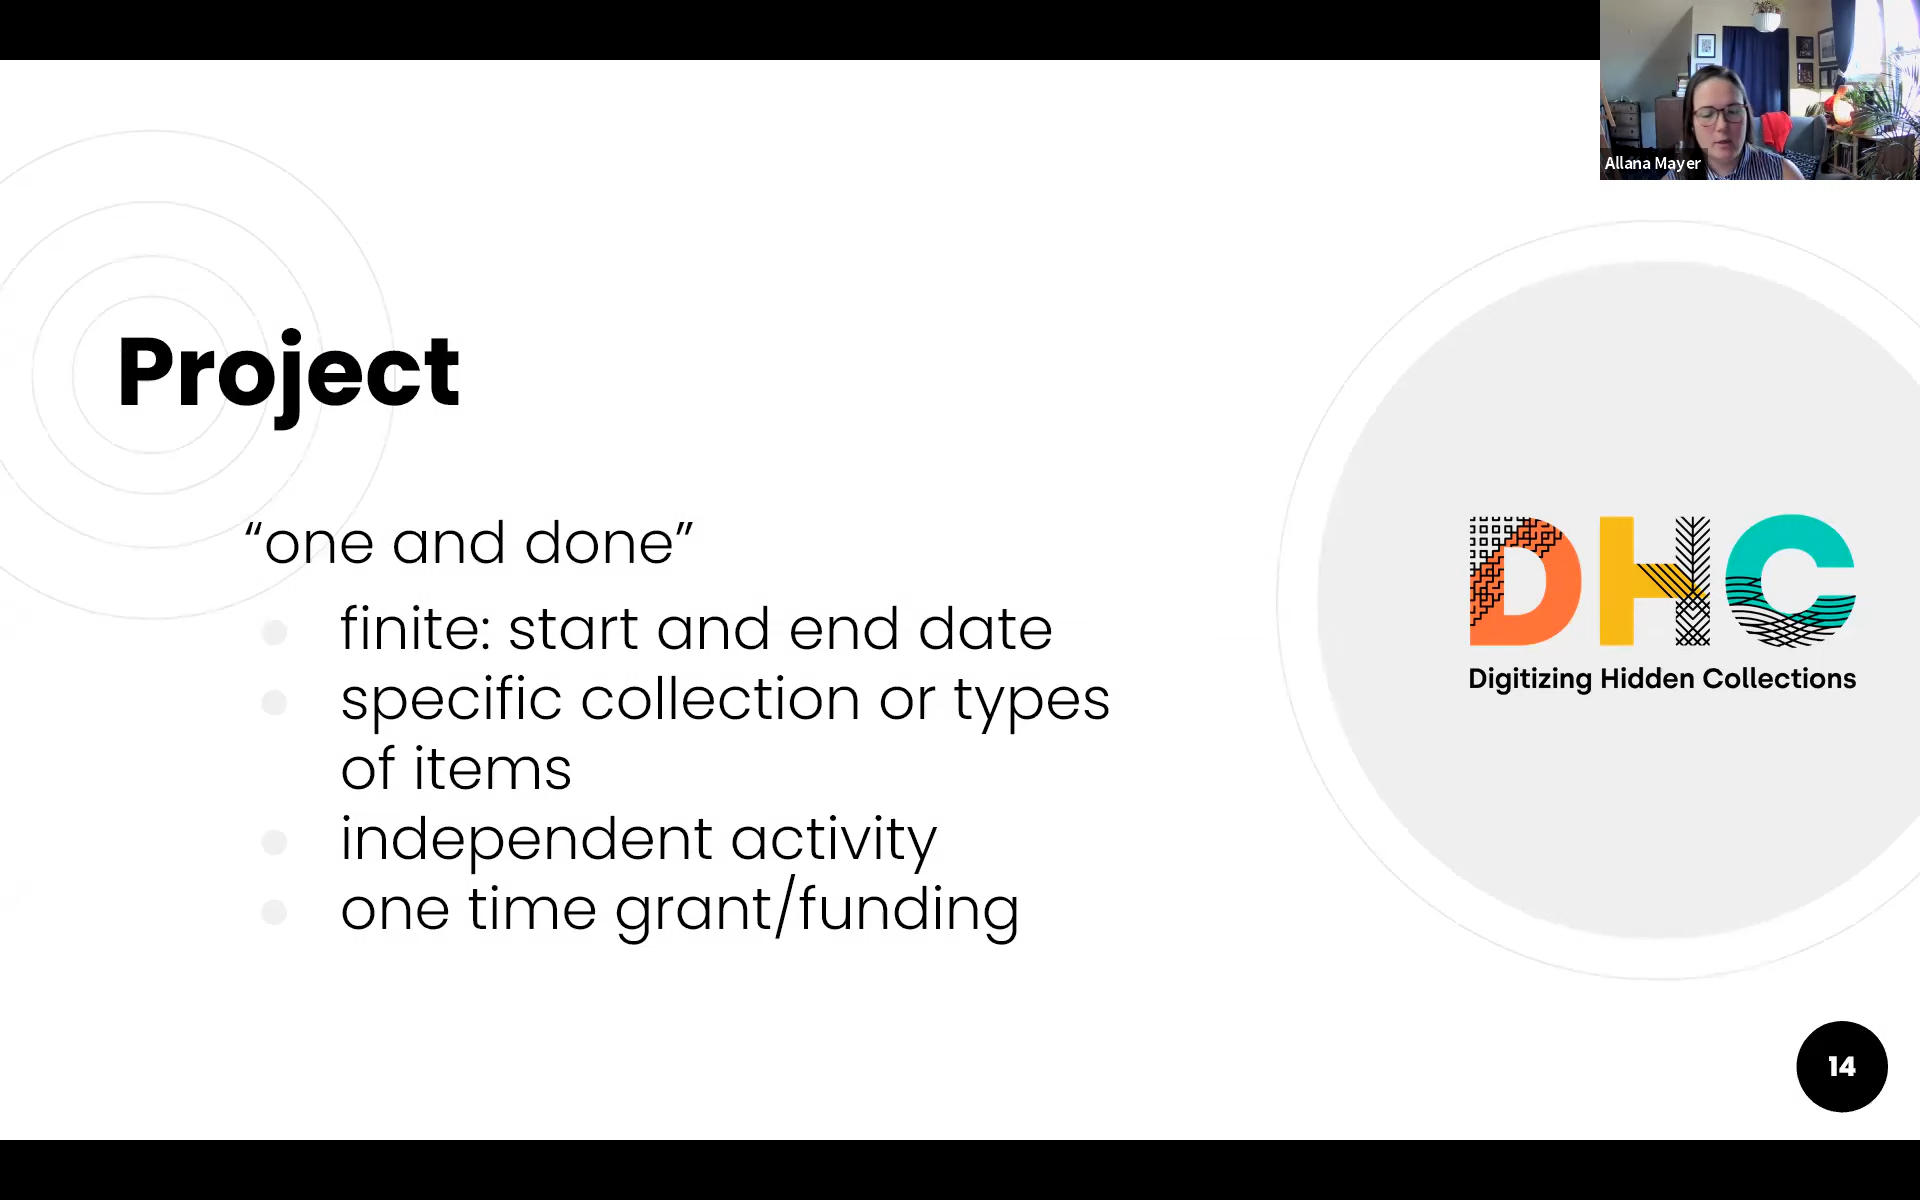 Allana Mayer
Project
“one and done”
finite: start and end date
specific collection or types
of items
independent activity
one time grant/funding
DHC
Digitizing Hidden Collections
14